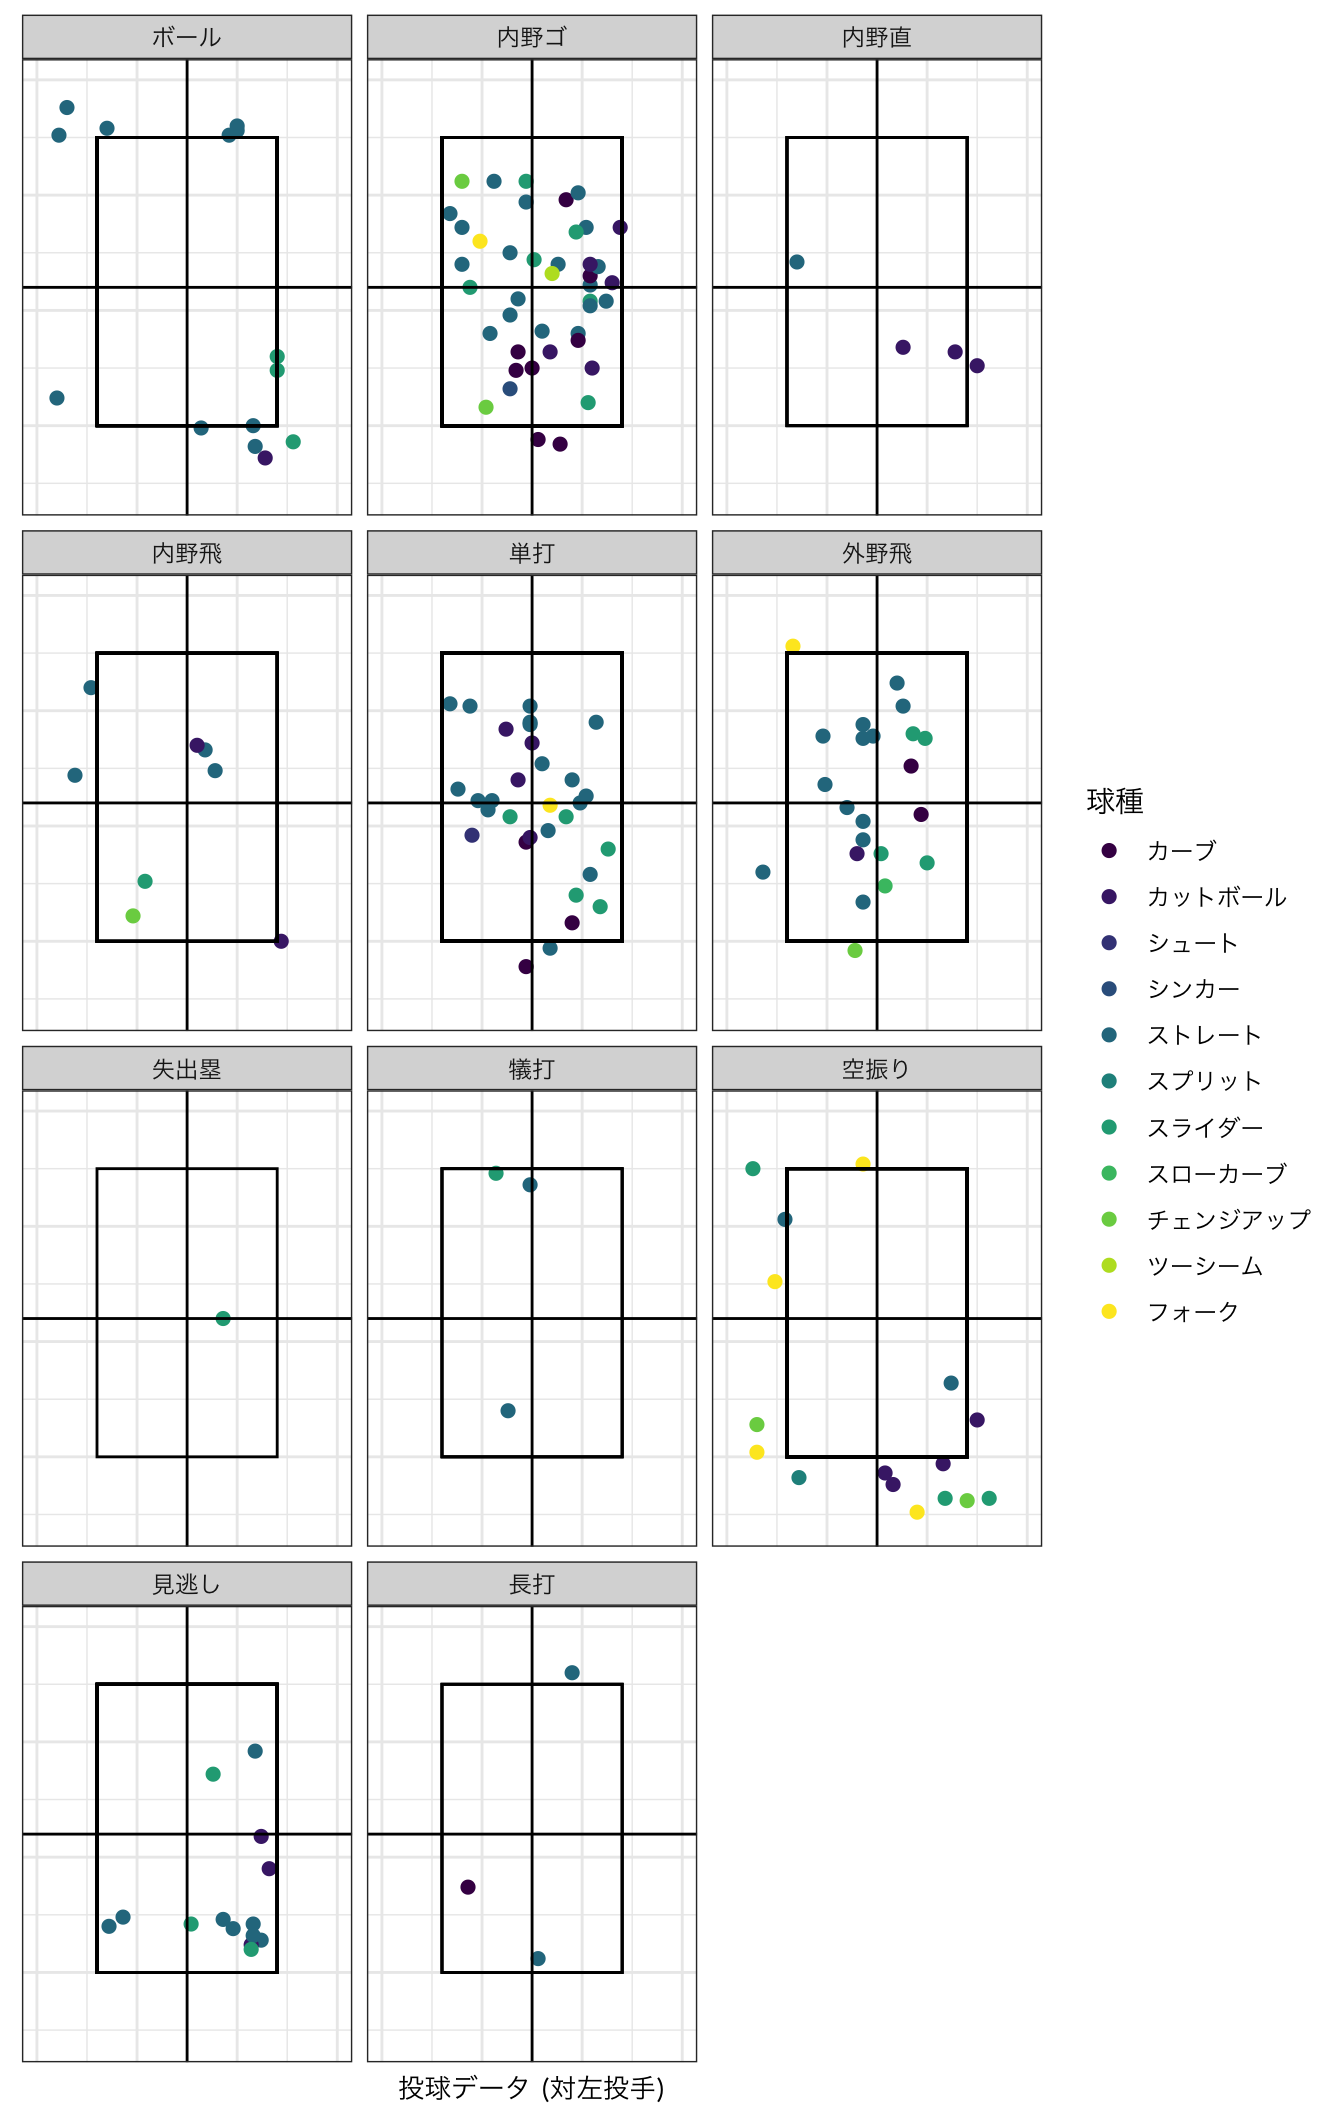 ボール
内野ゴ
内野直
内野飛
単打
外野飛
失出塁
犠打
空振り
見逃し
長打
投球データ (対左投手)
球種
カーブ
カットボール
シュート
シンカー
ストレート
スプリット
スライダー
スローカーブ
チェンジアップ
ツーシーム
フォーク